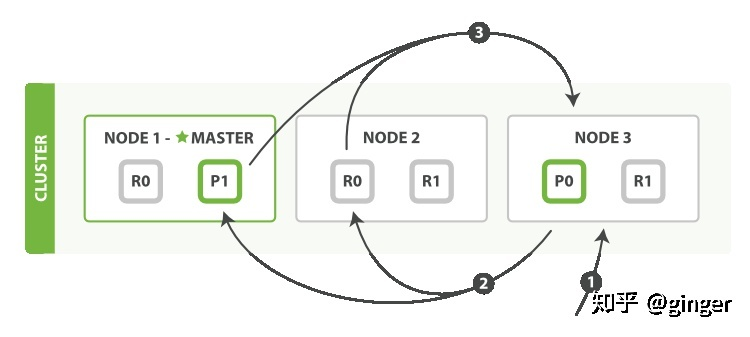 3
CLUSTER
NODE 1 - ★ MASTER
R0 P1
NODE 2
R0 R1
NODE 3
P0 R1
2
1
知乎 @ginger